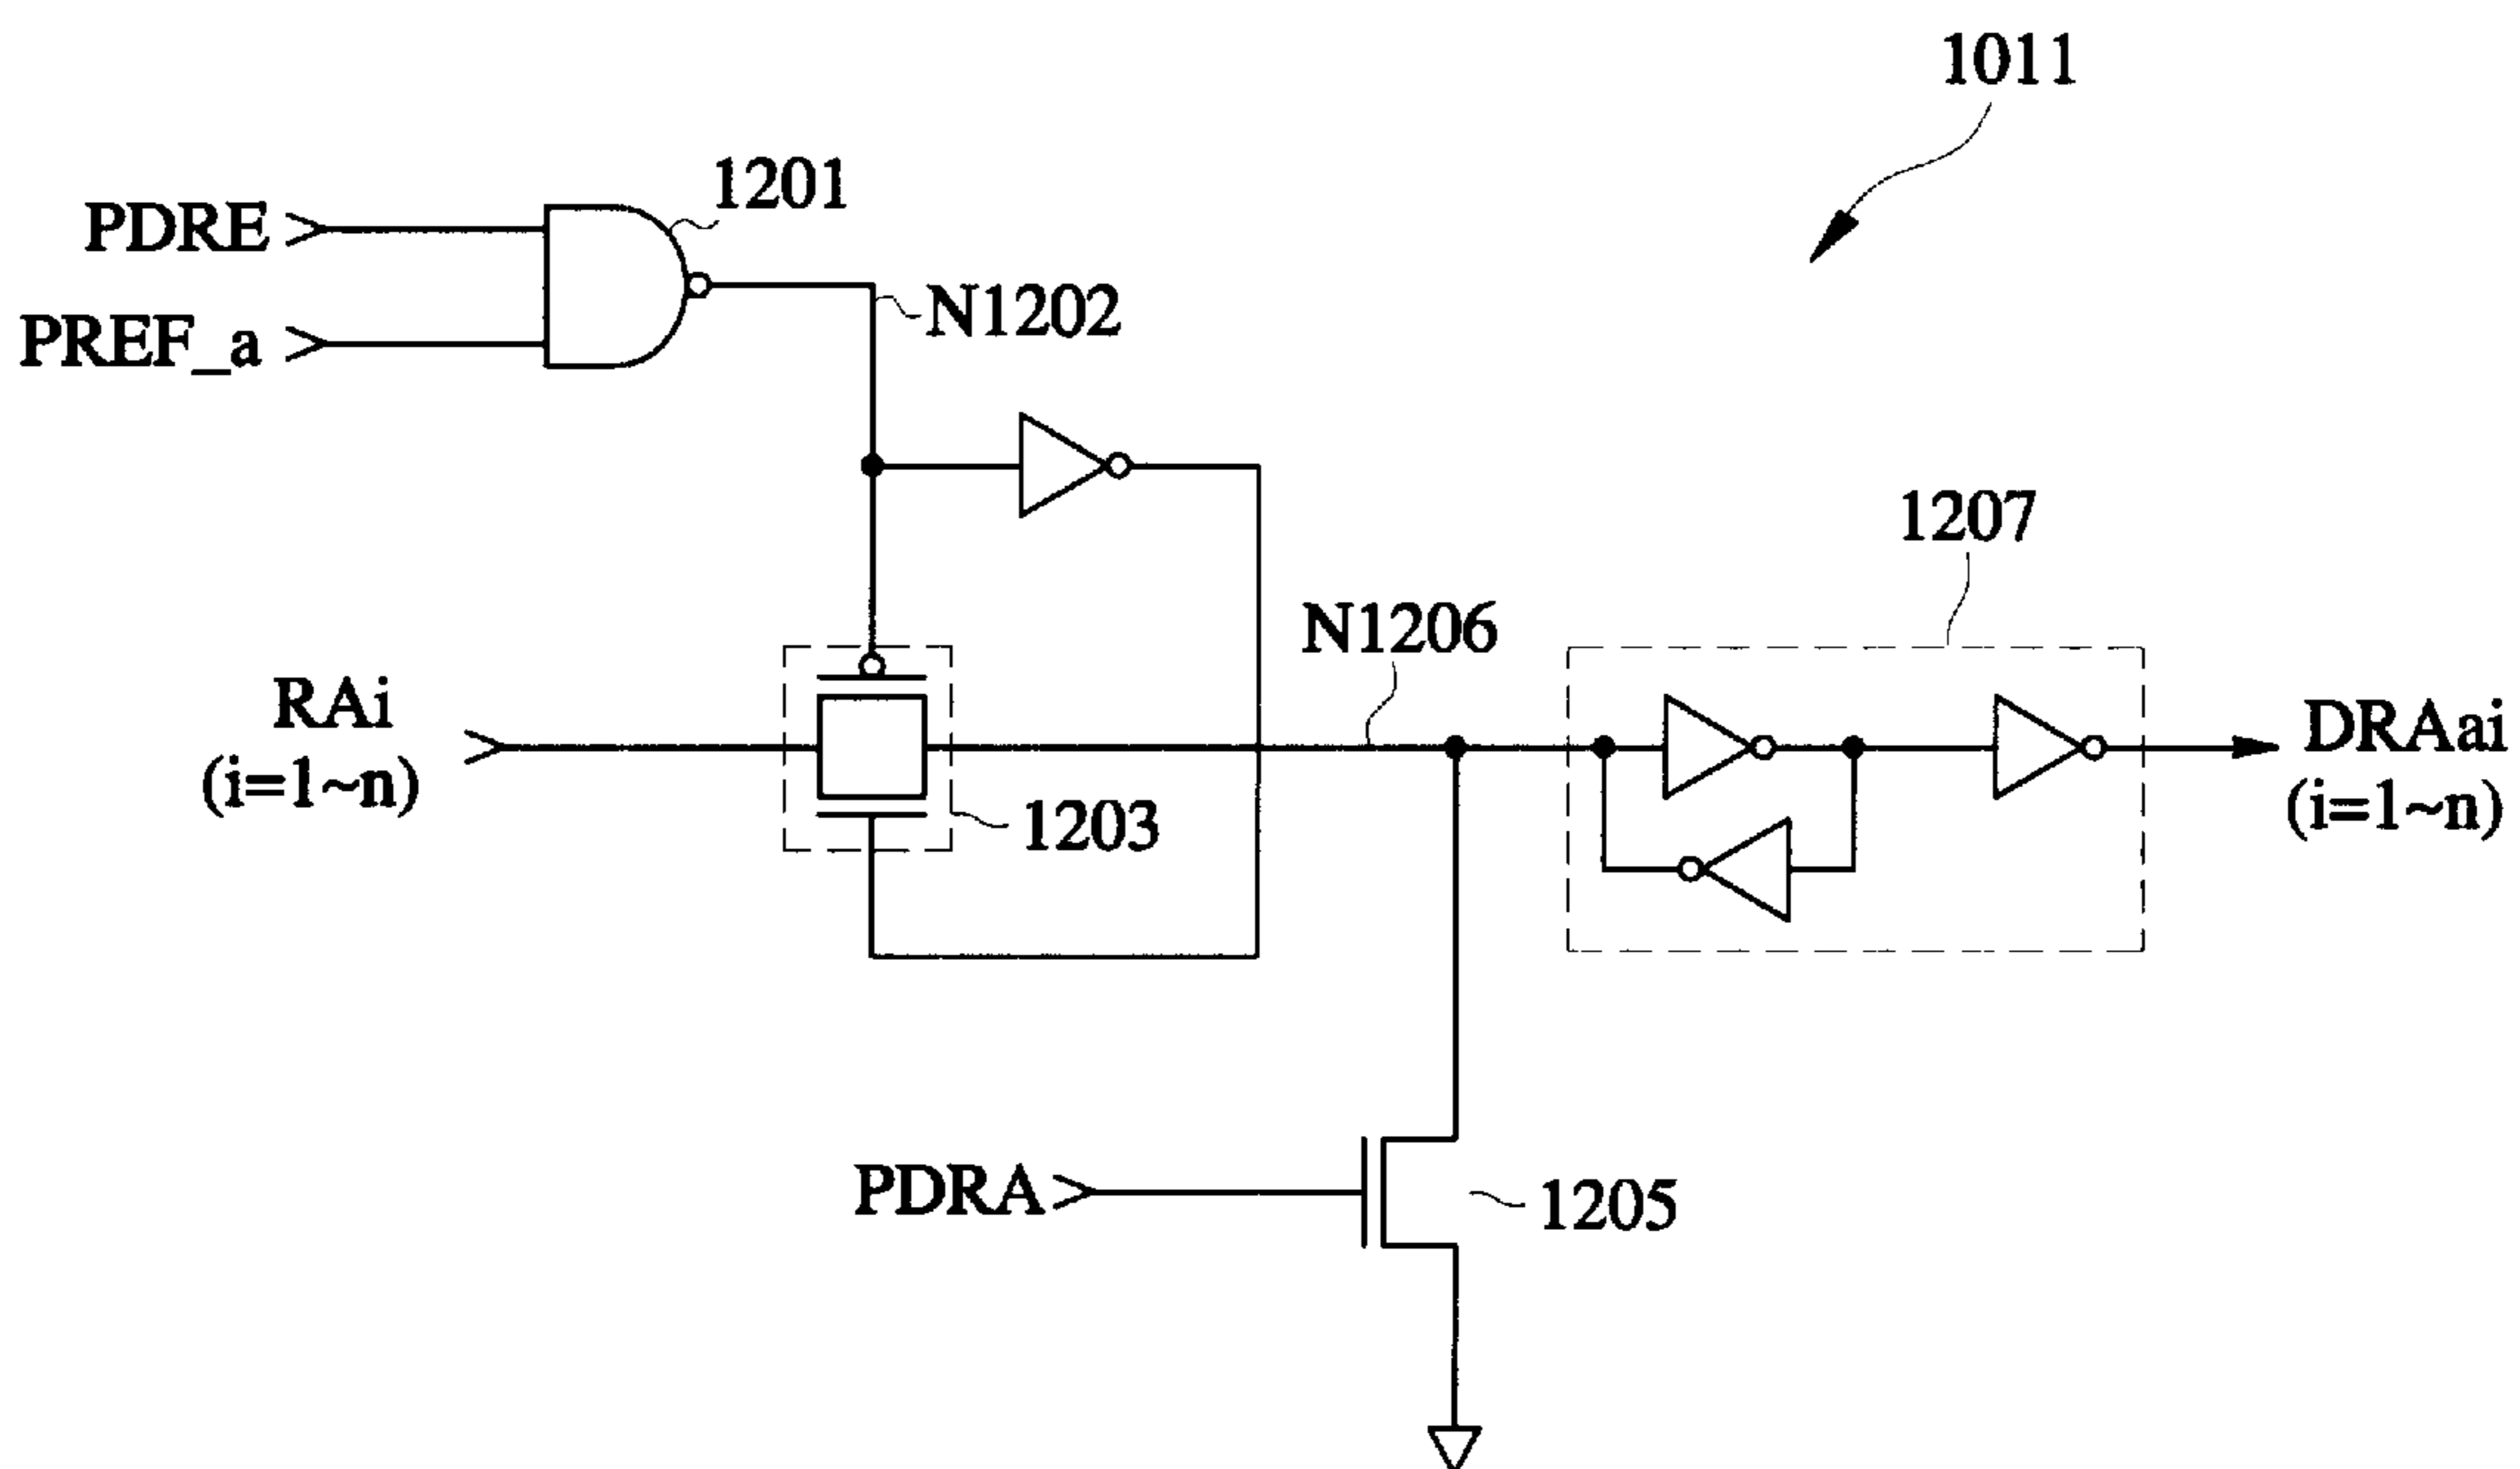 1011
1201
PDRE
PREF_a
N1202
1207
N1206
RAi
(i=1~n)
DRAai
(i=1~n)
1203
PDRA
1205